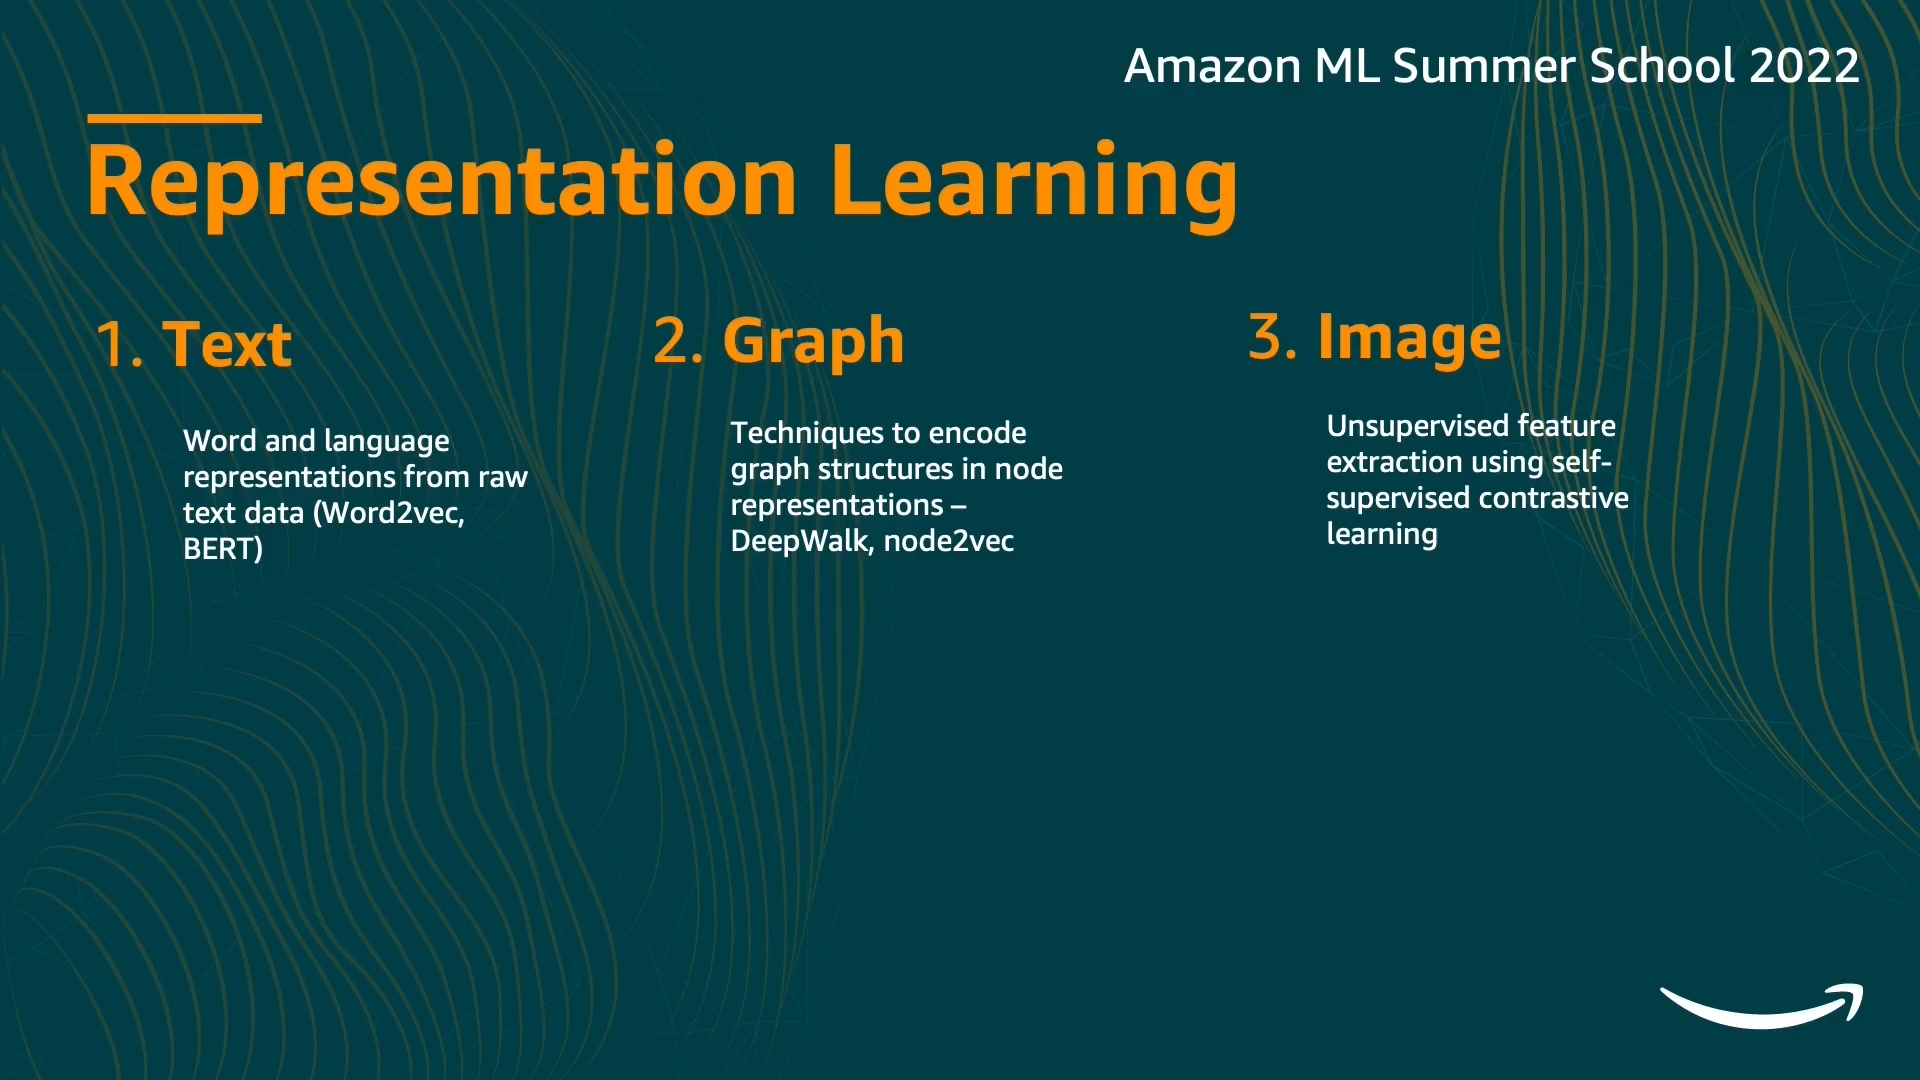 Amazon ML Summer School 2022
Representation Learning
1. Text
Word and language
representations from raw
text data (Word2vec,
BERT)
2. Graph
Techniques to encode
graph structures in node
representations –
DeepWalk, node2vec
3. Image
Unsupervised feature
extraction using self-
supervised contrastive
learning